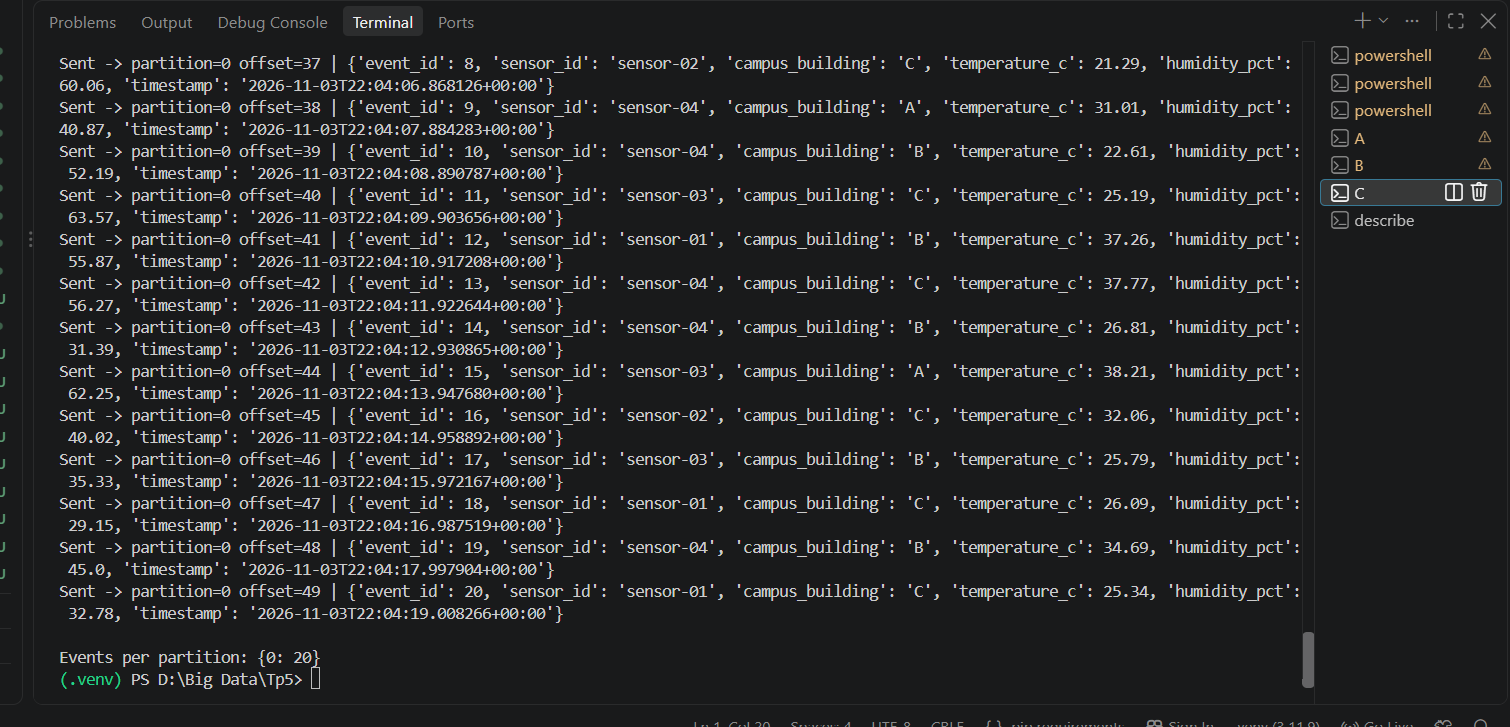 Problems Output Debug Console Terminal Ports
Sent -> partition=0 offset=37 | {'event_id': 8, 'sensor_id': 'sensor-02', 'campus_building': 'C', 'temperature_c': 21.29, 'humidity_pct':
60.06, 'timestamp': '2026-11-03T22:04:06.868126+00:00'}
Sent -> partition=0 offset=38 | {'event_id': 9, 'sensor_id': 'sensor-04', 'campus_building': 'A', 'temperature_c': 31.01, 'humidity_pct':
40.87, 'timestamp': '2026-11-03T22:04:07.884283+00:00'}
Sent -> partition=0 offset=39 | {'event_id': 10, 'sensor_id': 'sensor-04', 'campus_building': 'B', 'temperature_c': 22.61, 'humidity_pct':
52.19, 'timestamp': '2026-11-03T22:04:08.890787+00:00'}
Sent -> partition=0 offset=40 | {'event_id': 11, 'sensor_id': 'sensor-03', 'campus_building': 'C', 'temperature_c': 25.19, 'humidity_pct':
63.57, 'timestamp': '2026-11-03T22:04:09.903656+00:00'}
Sent -> partition=0 offset=41 | {'event_id': 12, 'sensor_id': 'sensor-01', 'campus_building': 'B', 'temperature_c': 37.26, 'humidity_pct':
55.87, 'timestamp': '2026-11-03T22:04:10.917208+00:00'}
Sent -> partition=0 offset=42 | {'event_id': 13, 'sensor_id': 'sensor-04', 'campus_building': 'C', 'temperature_c': 37.77, 'humidity_pct':
56.27, 'timestamp': '2026-11-03T22:04:11.922644+00:00'}
Sent -> partition=0 offset=43 | {'event_id': 14, 'sensor_id': 'sensor-04', 'campus_building': 'B', 'temperature_c': 26.81, 'humidity_pct':
31.39, 'timestamp': '2026-11-03T22:04:12.930865+00:00'}
Sent -> partition=0 offset=44 | {'event_id': 15, 'sensor_id': 'sensor-03', 'campus_building': 'A', 'temperature_c': 38.21, 'humidity_pct':
62.25, 'timestamp': '2026-11-03T22:04:13.947680+00:00'}
Sent -> partition=0 offset=45 | {'event_id': 16, 'sensor_id': 'sensor-02', 'campus_building': 'C', 'temperature_c': 32.06, 'humidity_pct':
40.02, 'timestamp': '2026-11-03T22:04:14.958892+00:00'}
Sent -> partition=0 offset=46 | {'event_id': 17, 'sensor_id': 'sensor-03', 'campus_building': 'B', 'temperature_c': 25.79, 'humidity_pct':
35.33, 'timestamp': '2026-11-03T22:04:15.972167+00:00'}
Sent -> partition=0 offset=47 | {'event_id': 18, 'sensor_id': 'sensor-01', 'campus_building': 'C', 'temperature_c': 26.09, 'humidity_pct':
29.15, 'timestamp': '2026-11-03T22:04:16.987519+00:00'}
Sent -> partition=0 offset=48 | {'event_id': 19, 'sensor_id': 'sensor-04', 'campus_building': 'B', 'temperature_c': 34.69, 'humidity_pct':
45.0, 'timestamp': '2026-11-03T22:04:17.997904+00:00'}
Sent -> partition=0 offset=49 | {'event_id': 20, 'sensor_id': 'sensor-01', 'campus_building': 'C', 'temperature_c': 25.34, 'humidity_pct':
32.78, 'timestamp': '2026-11-03T22:04:19.008266+00:00'}
Events per partition: {0: 20}
(.venv) PS D:\Big Data\Tp5>
powershell
powershell
powershell
A
B
C
describe